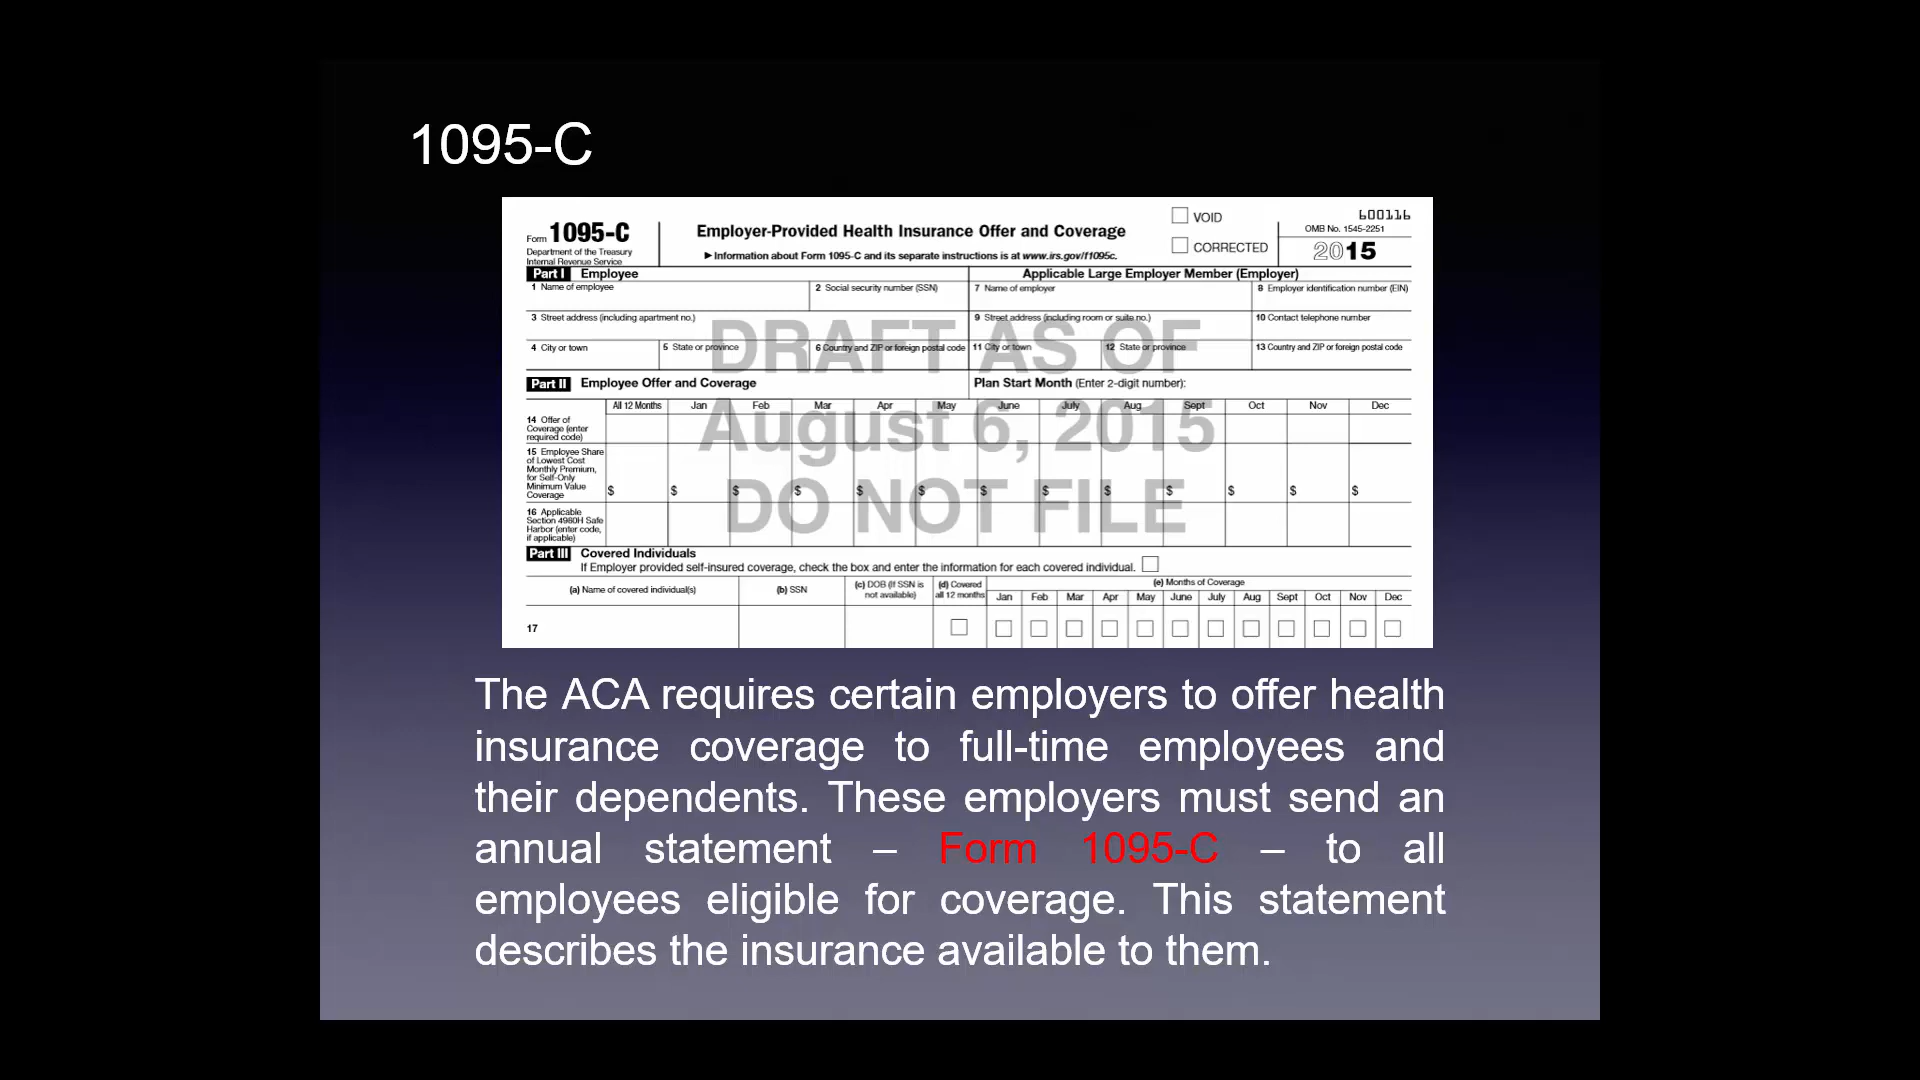 1095-C
VOID
600116
Form 1095-C
Employer-Provided Health Insurance Offer and Coverage
OMB No. 1545-2251
CORRECTED
2015
Department of the Treasury
Internal Revenue Service
▶ Information about Form 1095-C and its separate instructions is at www.irs.gov/f1095c.
Part I Employee
Applicable Large Employer Member (Employer)
1 Name of employee
2 Social security number (SSN)
7 Name of employer
8 Employer identification number (EIN)
3 Street address (including apartment no.)
9 Street address (including room or suite no.)
10 Contact telephone number
4 City or town
5 State or province
6 Country and ZIP or foreign postal code
11 City or town
12 State or province
13 Country and ZIP or foreign postal code
DRAFT AS OF
August 6, 2015
DO NOT FILE
Part II Employee Offer and Coverage
Plan Start Month (Enter 2-digit number):
All 12 Months Jan Feb Mar Apr May June July Aug Sept Oct Nov Dec
14 Offer of
Coverage (enter
required code)
15 Employee Share
of Lowest Cost
Monthly Premium,
for Self-Only
Minimum Value
Coverage
$ $ $ $ $ $ $ $ $ $ $ $ $
16 Applicable
Section 4980H Safe
Harbor (enter code,
if applicable)
Part III Covered Individuals
If Employer provided self-insured coverage, check the box and enter the information for each covered individual.
(a) Name of covered individual(s)
(b) SSN
(c) DOB (If SSN is
not available)
(d) Covered
all 12 months
(e) Months of Coverage
Jan Feb Mar Apr May June July Aug Sept Oct Nov Dec
17
The ACA requires certain employers to offer health
insurance coverage to full-time employees and
their dependents. These employers must send an
annual statement – Form 1095-C – to all
employees eligible for coverage. This statement
describes the insurance available to them.